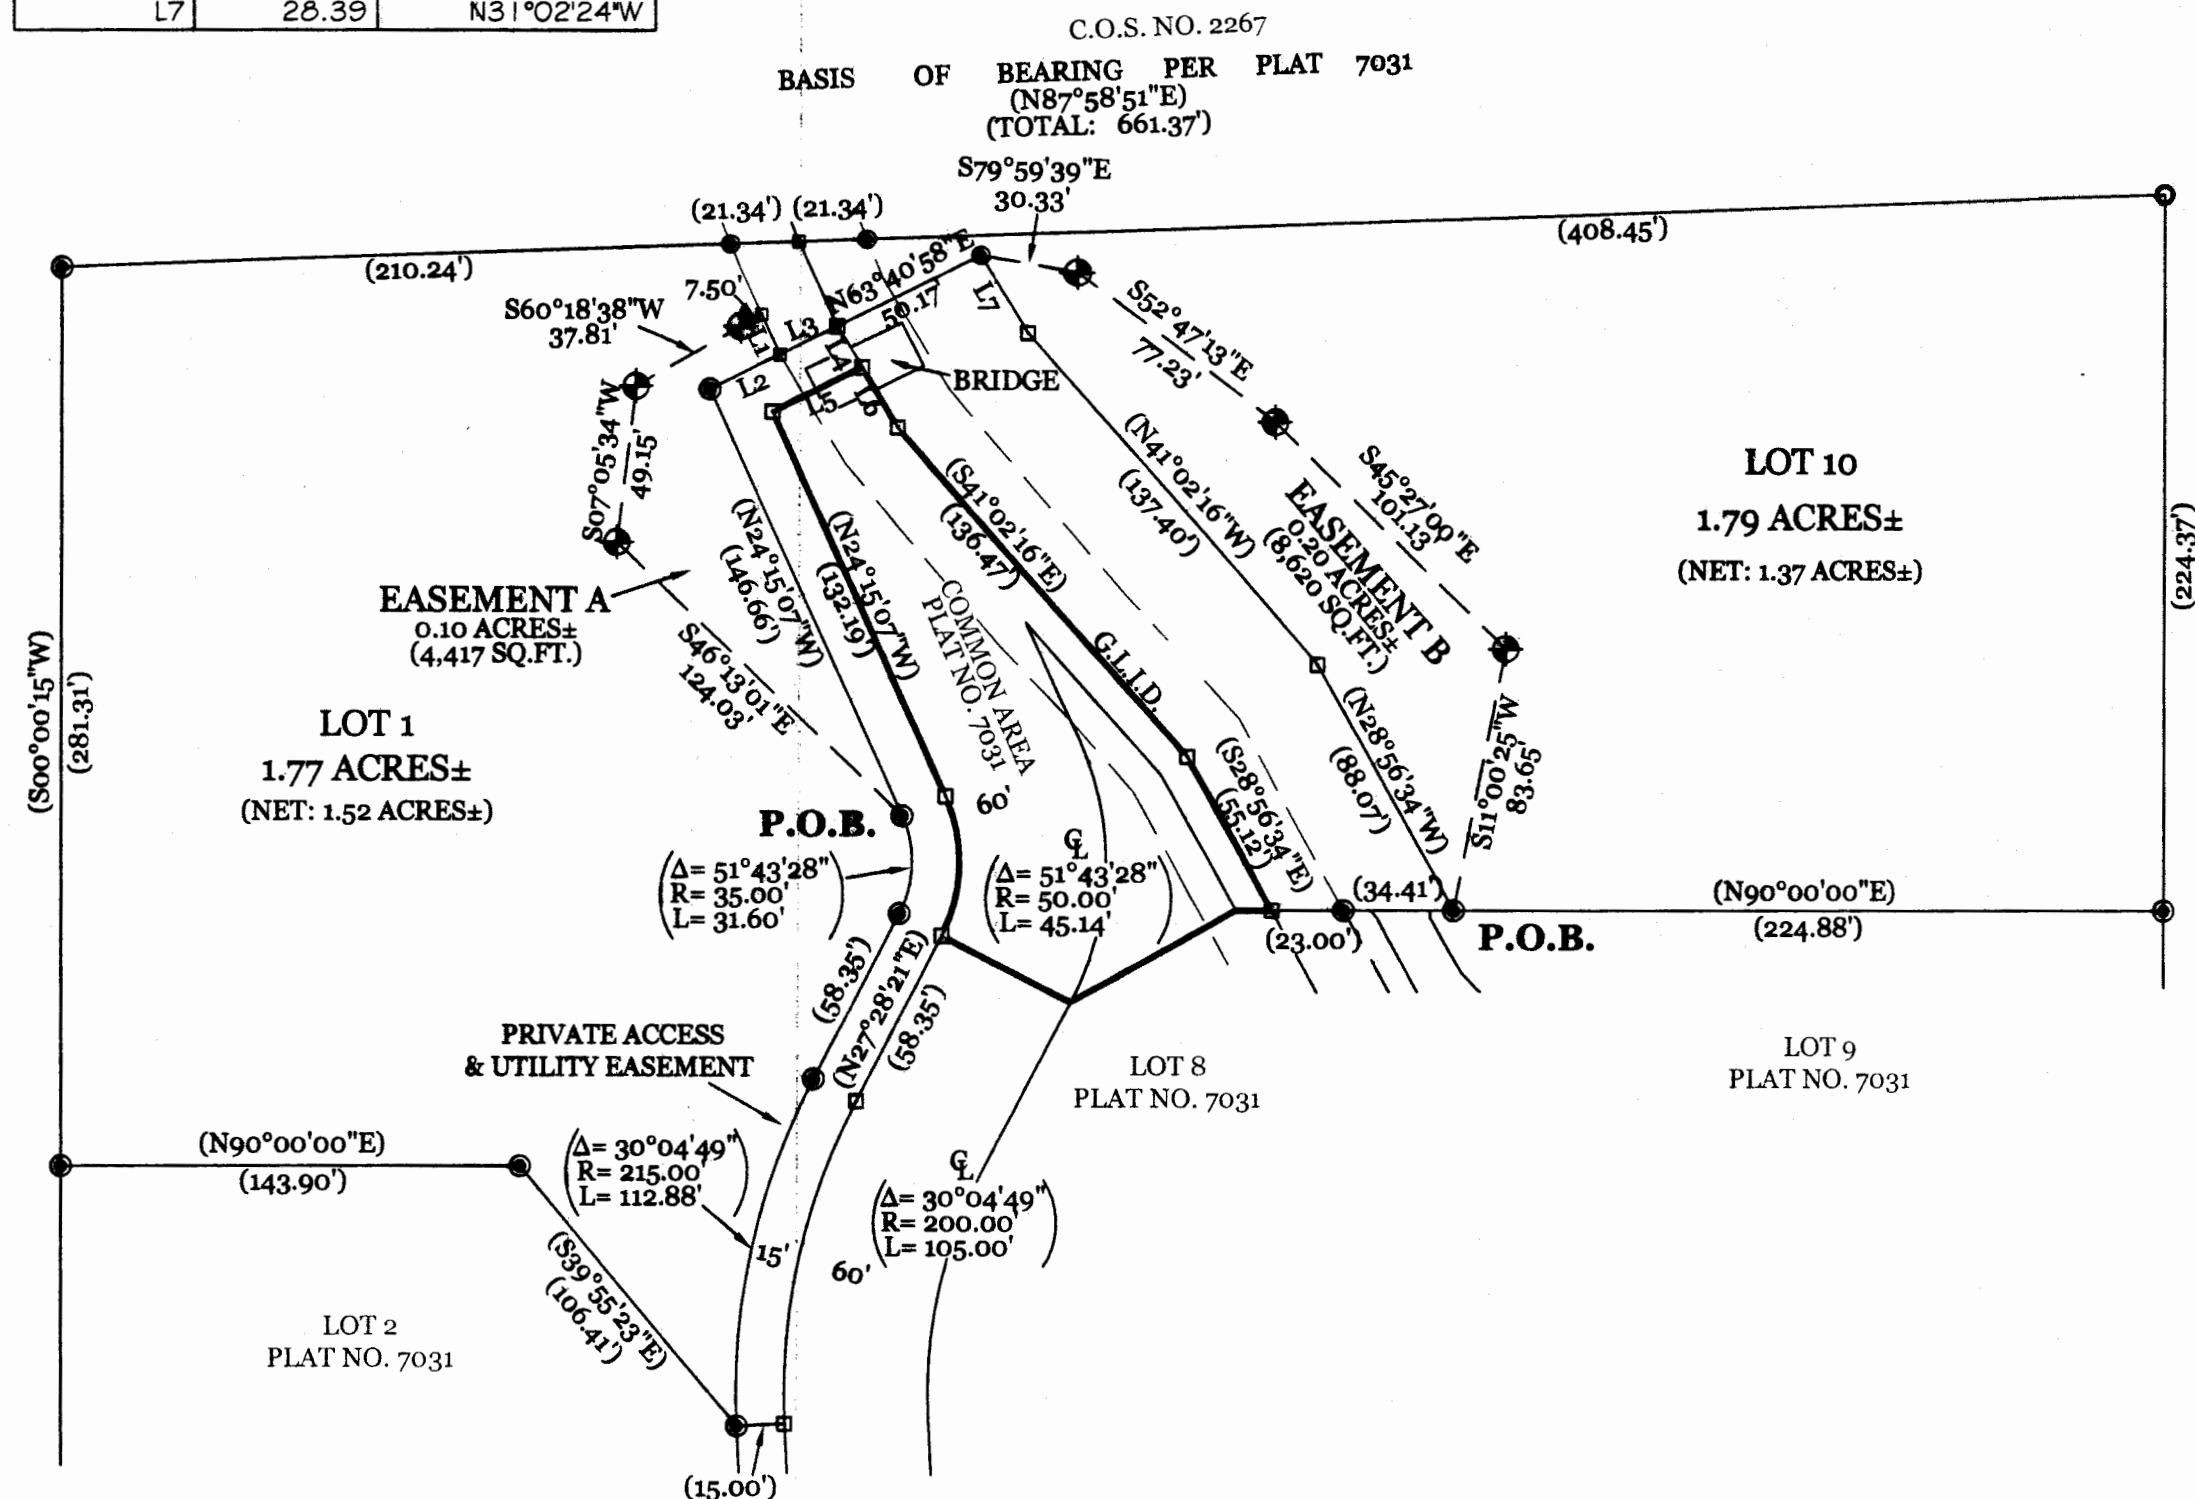 L7 28.39 N31°02'24"W
C.O.S. NO. 2267
BASIS OF BEARING PER PLAT 7031
(N87°58'51"E)
(TOTAL: 661.37')
S79°59'39"E
30.33'
(21.34') (21.34')
(408.45')
(210.24')
N63°40'58"E
50.17
7.50'
S60°18'38"W
37.81'
L1
L2
L3
L4
L5
L6
L7
BRIDGE
S52°47'13"E
77.23'
S07°05'34"W
49.15'
(N24°15'07"W)
(146.66')
(N24°15'07"W)
(132.19')
(S41°02'16"E)
(136.47')
(N41°02'16"W)
(137.40')
S45°27'00"E
101.13'
EASEMENT B
0.20 ACRES±
(8,620 SQ.FT.)
LOT 10
1.79 ACRES±
(NET: 1.37 ACRES±)
(224.37')
EASEMENT A
0.10 ACRES±
(4,417 SQ.FT.)
S46°13'01"E
124.03'
COMMON AREA
PLAT NO. 7031
G.L.I.D.
(S00°00'15"W)
(281.31')
LOT 1
1.77 ACRES±
(NET: 1.52 ACRES±)
60'
(S28°56'34"E)
(55.12')
(N28°56'34"W)
(88.07')
S11°00'25"W
83.65'
P.O.B.
Δ= 51°43'28"
R= 35.00'
L= 31.60'
CL
Δ= 51°43'28"
R= 50.00'
L= 45.14'
(34.41')
(23.00')
P.O.B.
(N90°00'00"E)
(224.88')
(58.35')
(N27°28'21"E)
(58.35')
PRIVATE ACCESS
& UTILITY EASEMENT
LOT 8
PLAT NO. 7031
LOT 9
PLAT NO. 7031
(N90°00'00"E)
(143.90')
Δ= 30°04'49"
R= 215.00'
L= 112.88'
CL
Δ= 30°04'49"
R= 200.00'
L= 105.00'
15'
60'
(S39°55'23"E)
(106.41')
LOT 2
PLAT NO. 7031
(15.00')